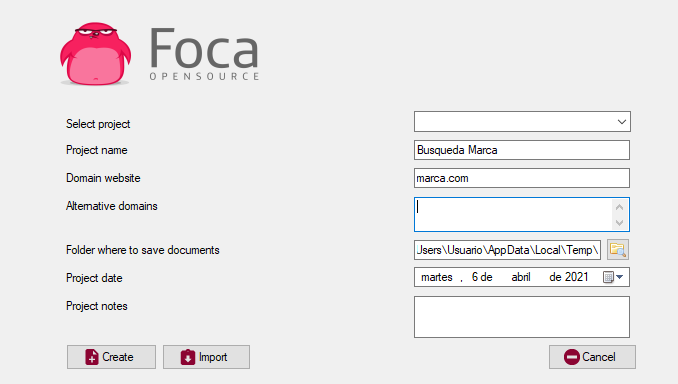 Foca
OPENSOURCE
Select project
Project name Busqueda Marca
Domain website marca.com
Alternative domains
Folder where to save documents Jsers\Usuario\AppData\Local\Temp\
Project date martes , 6 de abril de 2021
Project notes
Create Import Cancel